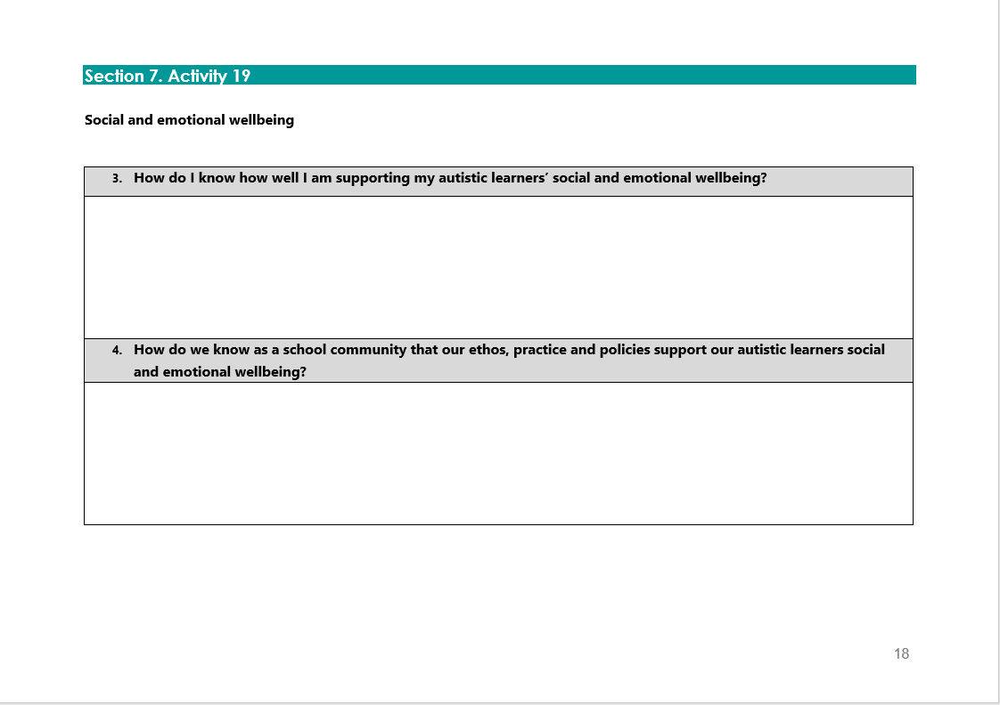 Section 7. Activity 19
Social and emotional wellbeing
3. How do I know how well I am supporting my autistic learners’ social and emotional wellbeing?
4. How do we know as a school community that our ethos, practice and policies support our autistic learners social
and emotional wellbeing?
18